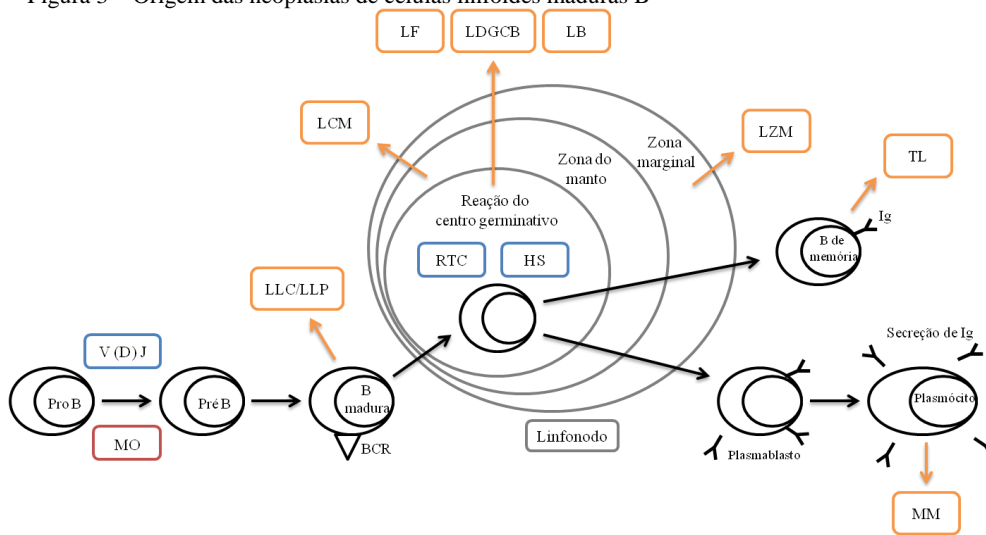 Figura 3 – Origem das neoplasias de células linfoides maduras B
LF
LDGCB
LB
LCM
Zona
marginal
LZM
Zona do
manto
TL
Reação do
centro germinativo
Ig
RTC
HS
B de
memória
LLC/LLP
Secreção de Ig
V (D) J
Pro B
Pré B
B
madura
Plasmócito
MO
BCR
Linfonodo
Plasmablasto
MM